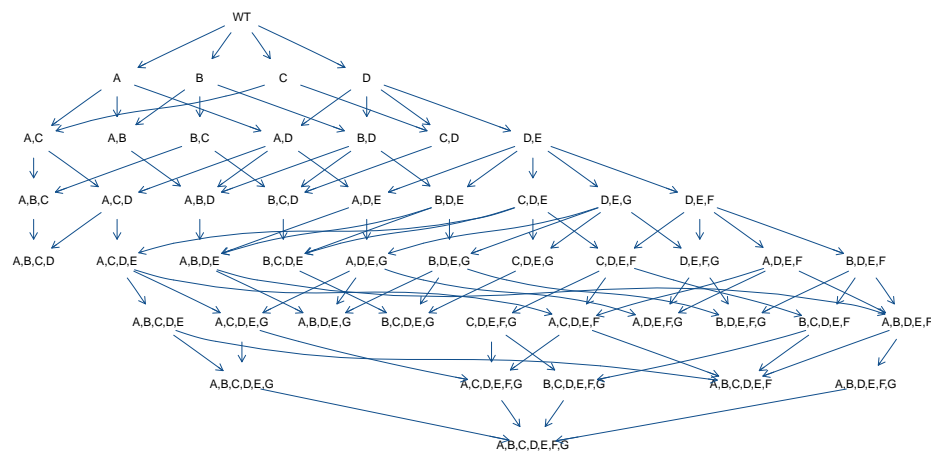 WT
A B C D
A,C A,B B,C A,D B,D C,D D,E
A,B,C A,C,D A,B,D B,C,D A,D,E B,D,E C,D,E D,E,G D,E,F
A,B,C,D A,C,D,E A,B,D,E B,C,D,E A,D,E,G B,D,E,G C,D,E,G C,D,E,F D,E,F,G A,D,E,F B,D,E,F
A,B,C,D,E A,C,D,E,G A,B,D,E,G B,C,D,E,G C,D,E,F,G A,C,D,E,F A,D,E,F,G B,D,E,F,G B,C,D,E,F A,B,D,E,F
A,B,C,D,E,G A,C,D,E,F,G B,C,D,E,F,G A,B,C,D,E,F A,B,D,E,F,G
A,B,C,D,E,F,G